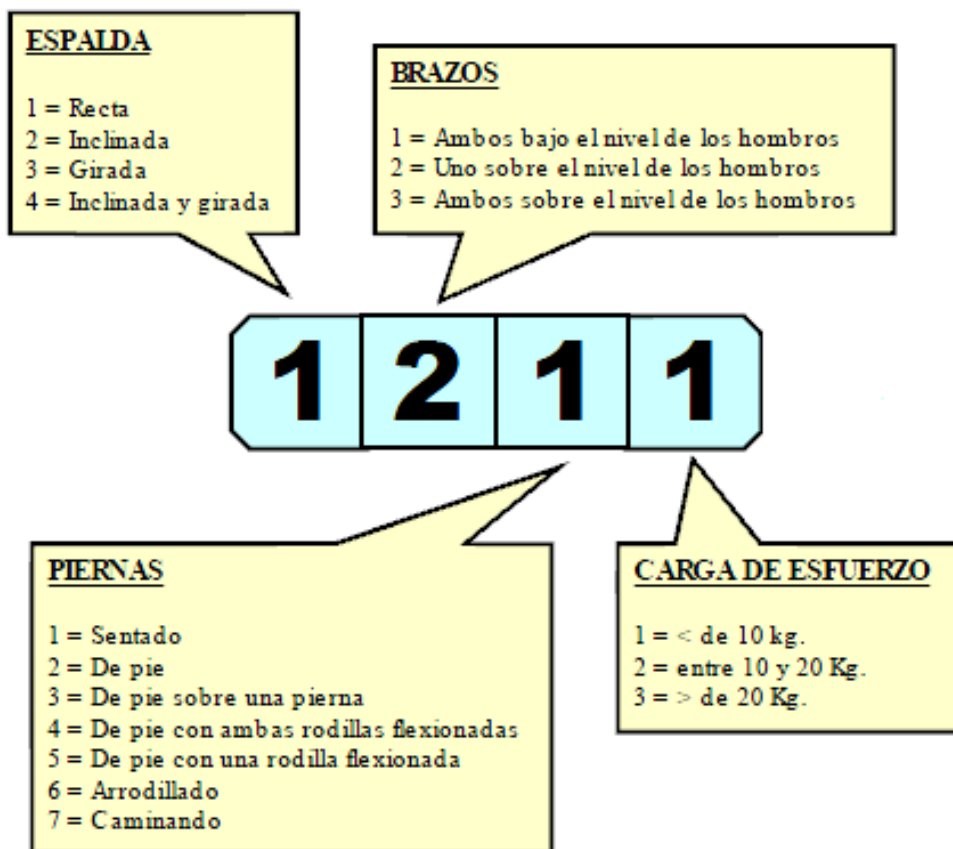 ESPALDA
1 = Recta
2 = Inclinada
3 = Girada
4 = Inclinada y girada
BRAZOS
1 = Ambos bajo el nivel de los hombros
2 = Uno sobre el nivel de los hombros
3 = Ambos sobre el nivel de los hombros
1 2 1 1
PIERNAS
1 = Sentado
2 = De pie
3 = De pie sobre una pierna
4 = De pie con ambas rodillas flexionadas
5 = De pie con una rodilla flexionada
6 = Arrodillado
7 = Caminando
CARGA DE ESFUERZO
1 = < de 10 kg.
2 = entre 10 y 20 Kg.
3 = > de 20 Kg.